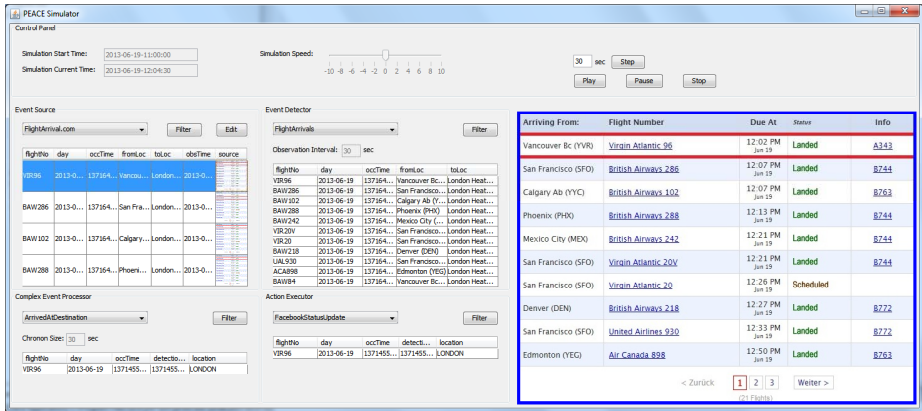 PEACE Simulator
Control Panel
Simulation Start Time: 2013-06-19-11:00:00
Simulation Current Time: 2013-06-19-12:04:30
Simulation Speed:
-10 -8 -6 -4 -2 0 2 4 6 8 10
30 sec Step
Play Pause Stop
Event Source
FlightArrival.com Filter Edit
flightNo day occTime fromLoc toLoc obsTime source
VIR96 2013-0... 137164... Vancou... London... 2013-0...
BAW286 2013-0... 137164... San Fra... London... 2013-0...
BAW102 2013-0... 137164... Calgary... London... 2013-0...
BAW288 2013-0... 137164... Phoeni... London... 2013-0...
Event Detector
FlightArrivals Filter
Observation Interval: 30 sec
flightNo day occTime fromLoc toLoc
VIR96 2013-06-19 137164... Vancouver Bc... London Heat...
BAW286 2013-06-19 137164... San Francisco... London Heat...
BAW102 2013-06-19 137164... Calgary Ab (Y... London Heat...
BAW288 2013-06-19 137164... Phoenix (PHX) London Heat...
BAW242 2013-06-19 137164... Mexico City (... London Heat...
VIR20V 2013-06-19 137164... San Francisco... London Heat...
VIR20 2013-06-19 137164... San Francisco... London Heat...
BAW218 2013-06-19 137164... Denver (DEN) London Heat...
UAL930 2013-06-19 137164... San Francisco... London Heat...
ACA898 2013-06-19 137164... Edmonton (YEG) London Heat...
BAW84 2013-06-19 137164... Vancouver Bc... London Heat...
Complex Event Processor
ArrivedAtDestination Filter
Chronon Size: 30 sec
flightNo day occTime detectio... location
VIR96 2013-06-19 1371455... 1371455... LONDON
Action Executor
FacebookStatusUpdate Filter
flightNo day occTime detecti... location
VIR96 2013-06-19 1371455... 1371455... LONDON
Arriving From: Flight Number Due At Status Info
Vancouver Bc (YVR) Virgin Atlantic 96 12:02 PM Landed A343
Jun 19
San Francisco (SFO) British Airways 286 12:07 PM Landed B744
Jun 19
Calgary Ab (YYC) British Airways 102 12:07 PM Landed B763
Jun 19
Phoenix (PHX) British Airways 288 12:13 PM Landed B744
Jun 19
Mexico City (MEX) British Airways 242 12:21 PM Landed B744
Jun 19
San Francisco (SFO) Virgin Atlantic 20V 12:21 PM Landed B744
Jun 19
San Francisco (SFO) Virgin Atlantic 20 12:26 PM Scheduled
Jun 19
Denver (DEN) British Airways 218 12:27 PM Landed B772
Jun 19
San Francisco (SFO) United Airlines 930 12:33 PM Landed B772
Jun 19
Edmonton (YEG) Air Canada 898 12:50 PM Landed B763
Jun 19
< Zurück 1 2 3 Weiter >
(21 Flights)